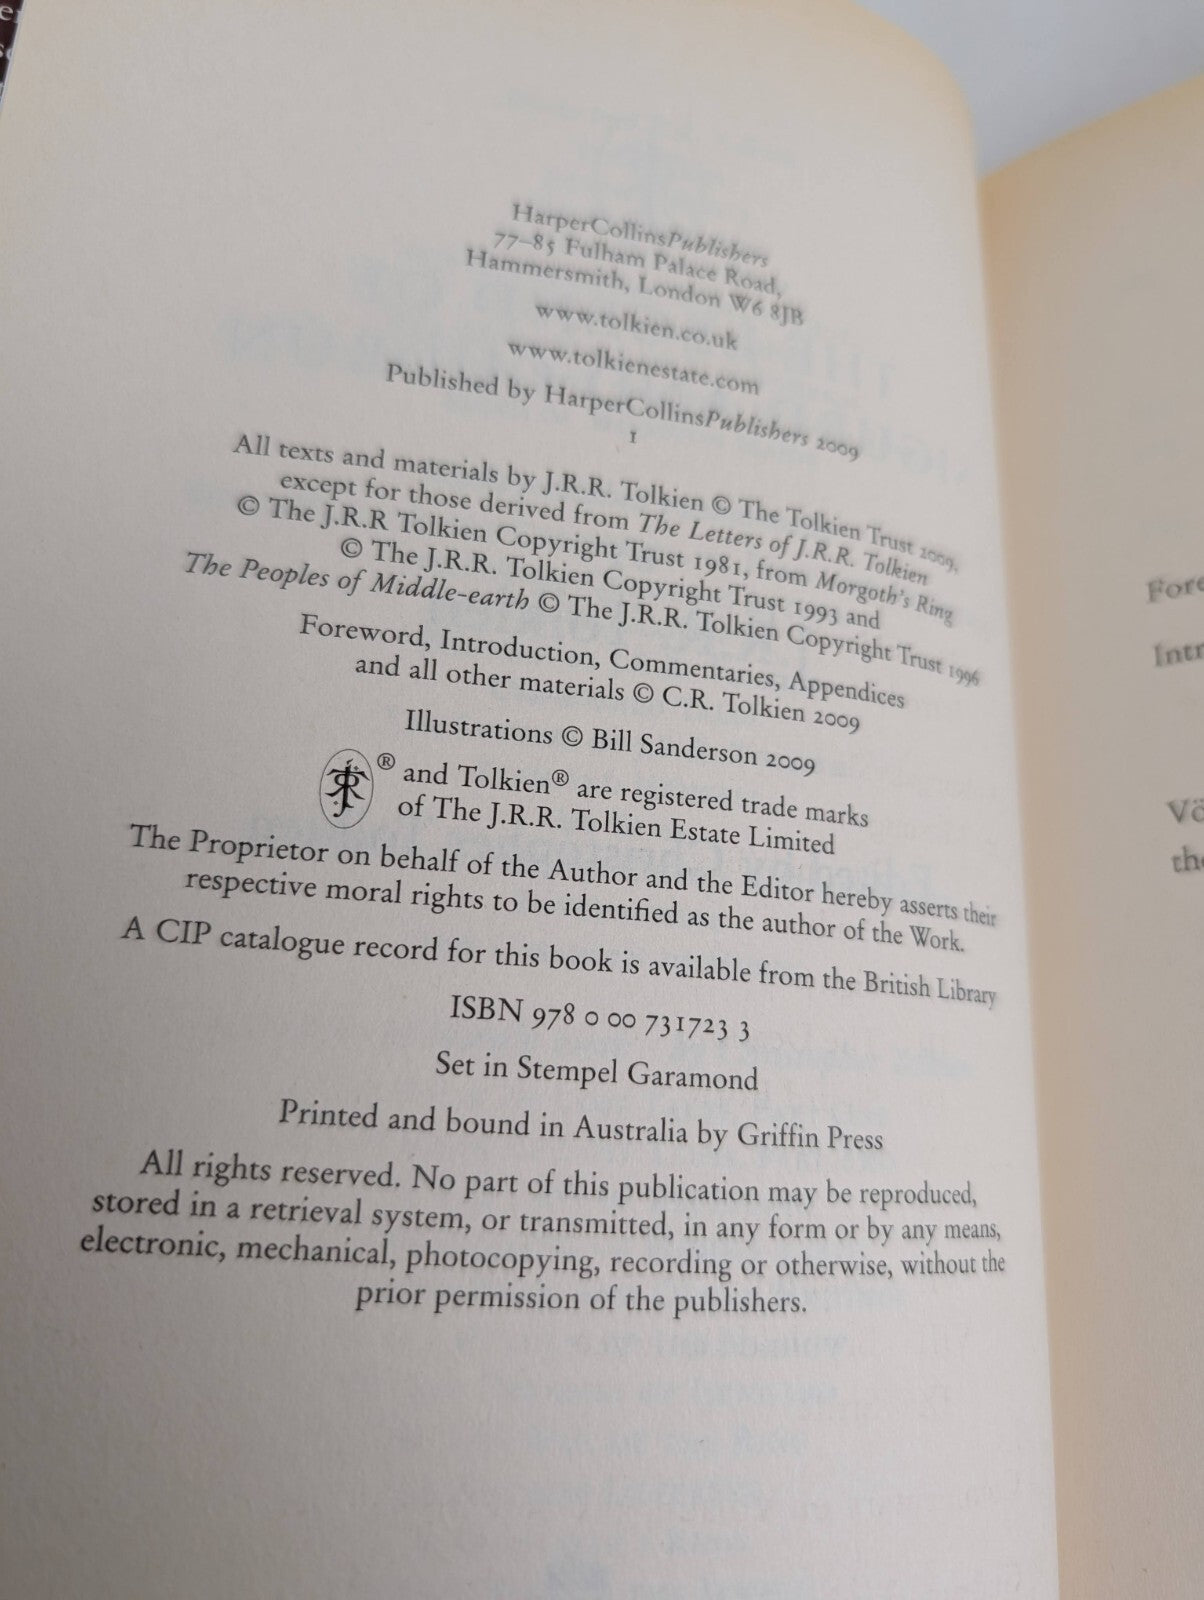 HarperCollinsPublishers
77–85 Fulham Palace Road,
Hammersmith, London W6 8JB
www.tolkien.co.uk
www.tolkienestate.com
Published by HarperCollinsPublishers 2009
1
All texts and materials by J.R.R. Tolkien © The Tolkien Trust 2009,
except for those derived from The Letters of J.R.R. Tolkien
© The J.R.R Tolkien Copyright Trust 1981, from Morgoth's Ring
© The J.R.R. Tolkien Copyright Trust 1993 and
The Peoples of Middle-earth © The J.R.R. Tolkien Copyright Trust 1996
Foreword, Introduction, Commentaries, Appendices
and all other materials © C.R. Tolkien 2009
Illustrations © Bill Sanderson 2009
® and Tolkien® are registered trade marks
of The J.R.R. Tolkien Estate Limited
The Proprietor on behalf of the Author and the Editor hereby asserts their
respective moral rights to be identified as the author of the Work.
A CIP catalogue record for this book is available from the British Library
ISBN 978 0 00 731723 3
Set in Stempel Garamond
Printed and bound in Australia by Griffin Press
All rights reserved. No part of this publication may be reproduced,
stored in a retrieval system, or transmitted, in any form or by any means,
electronic, mechanical, photocopying, recording or otherwise, without the
prior permission of the publishers.
Fore
Intr
Vö
the